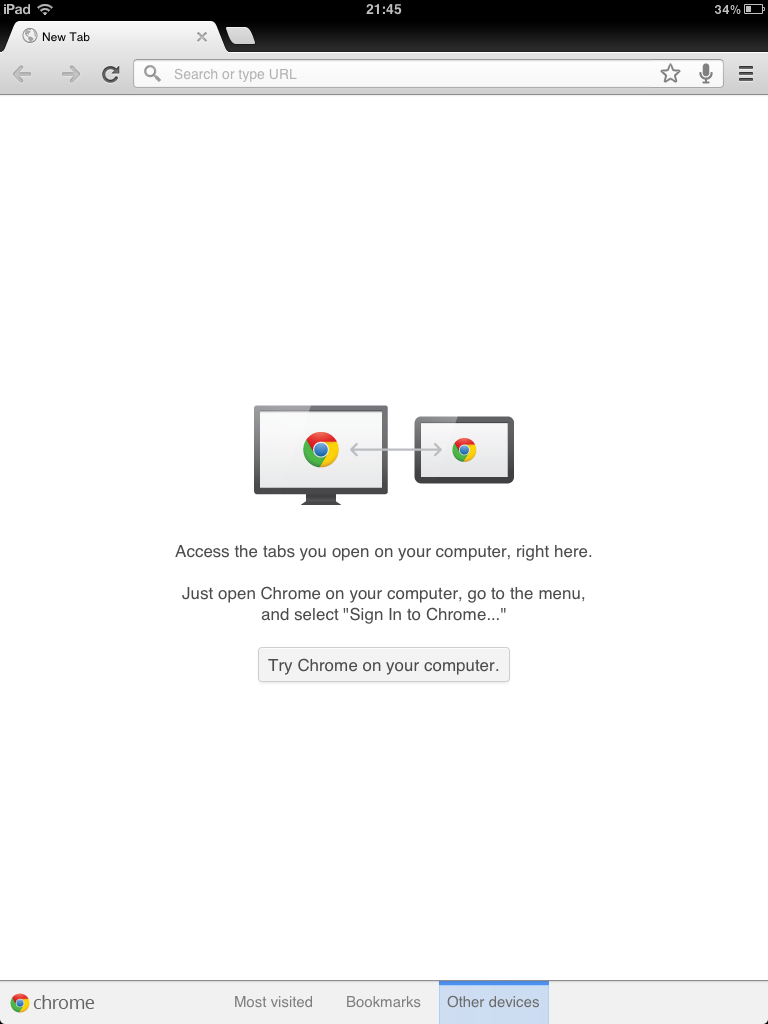 iPad 21:45 34%
New Tab
Search or type URL
Access the tabs you open on your computer, right here.
Just open Chrome on your computer, go to the menu,
and select "Sign In to Chrome..."
Try Chrome on your computer.
chrome Most visited Bookmarks Other devices